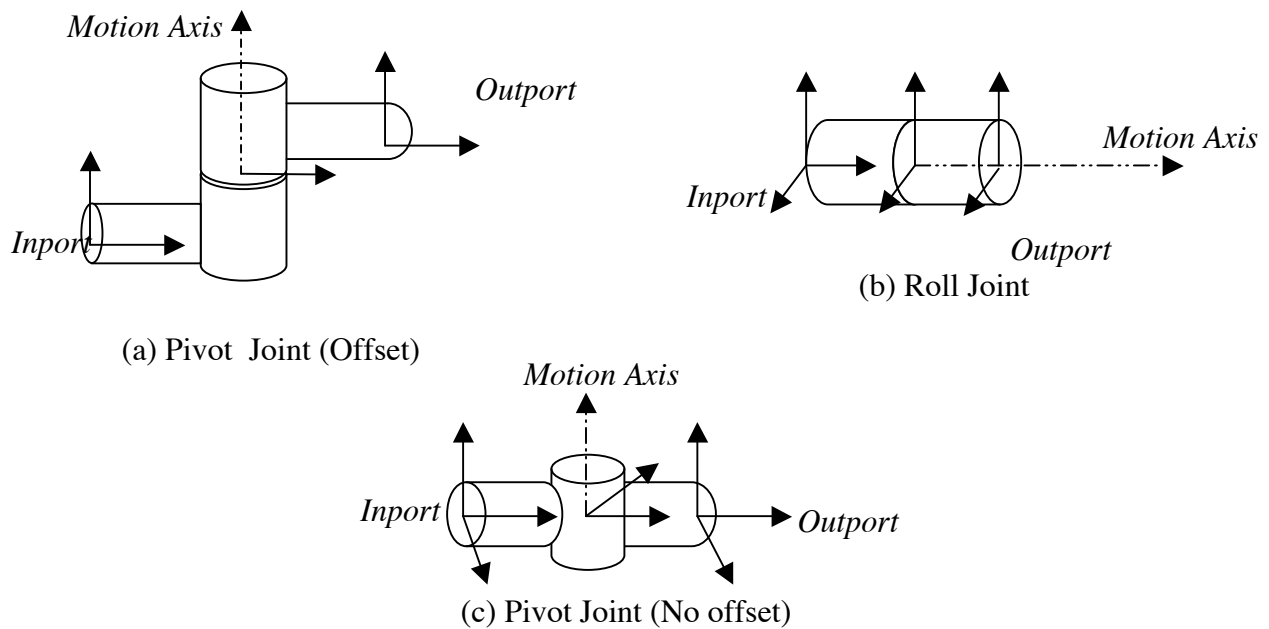 Motion Axis
Outport
Inport
(a) Pivot  Joint (Offset)
Motion Axis
Inport
Outport
(b) Roll Joint
Motion Axis
Inport
Outport
(c) Pivot Joint (No offset)